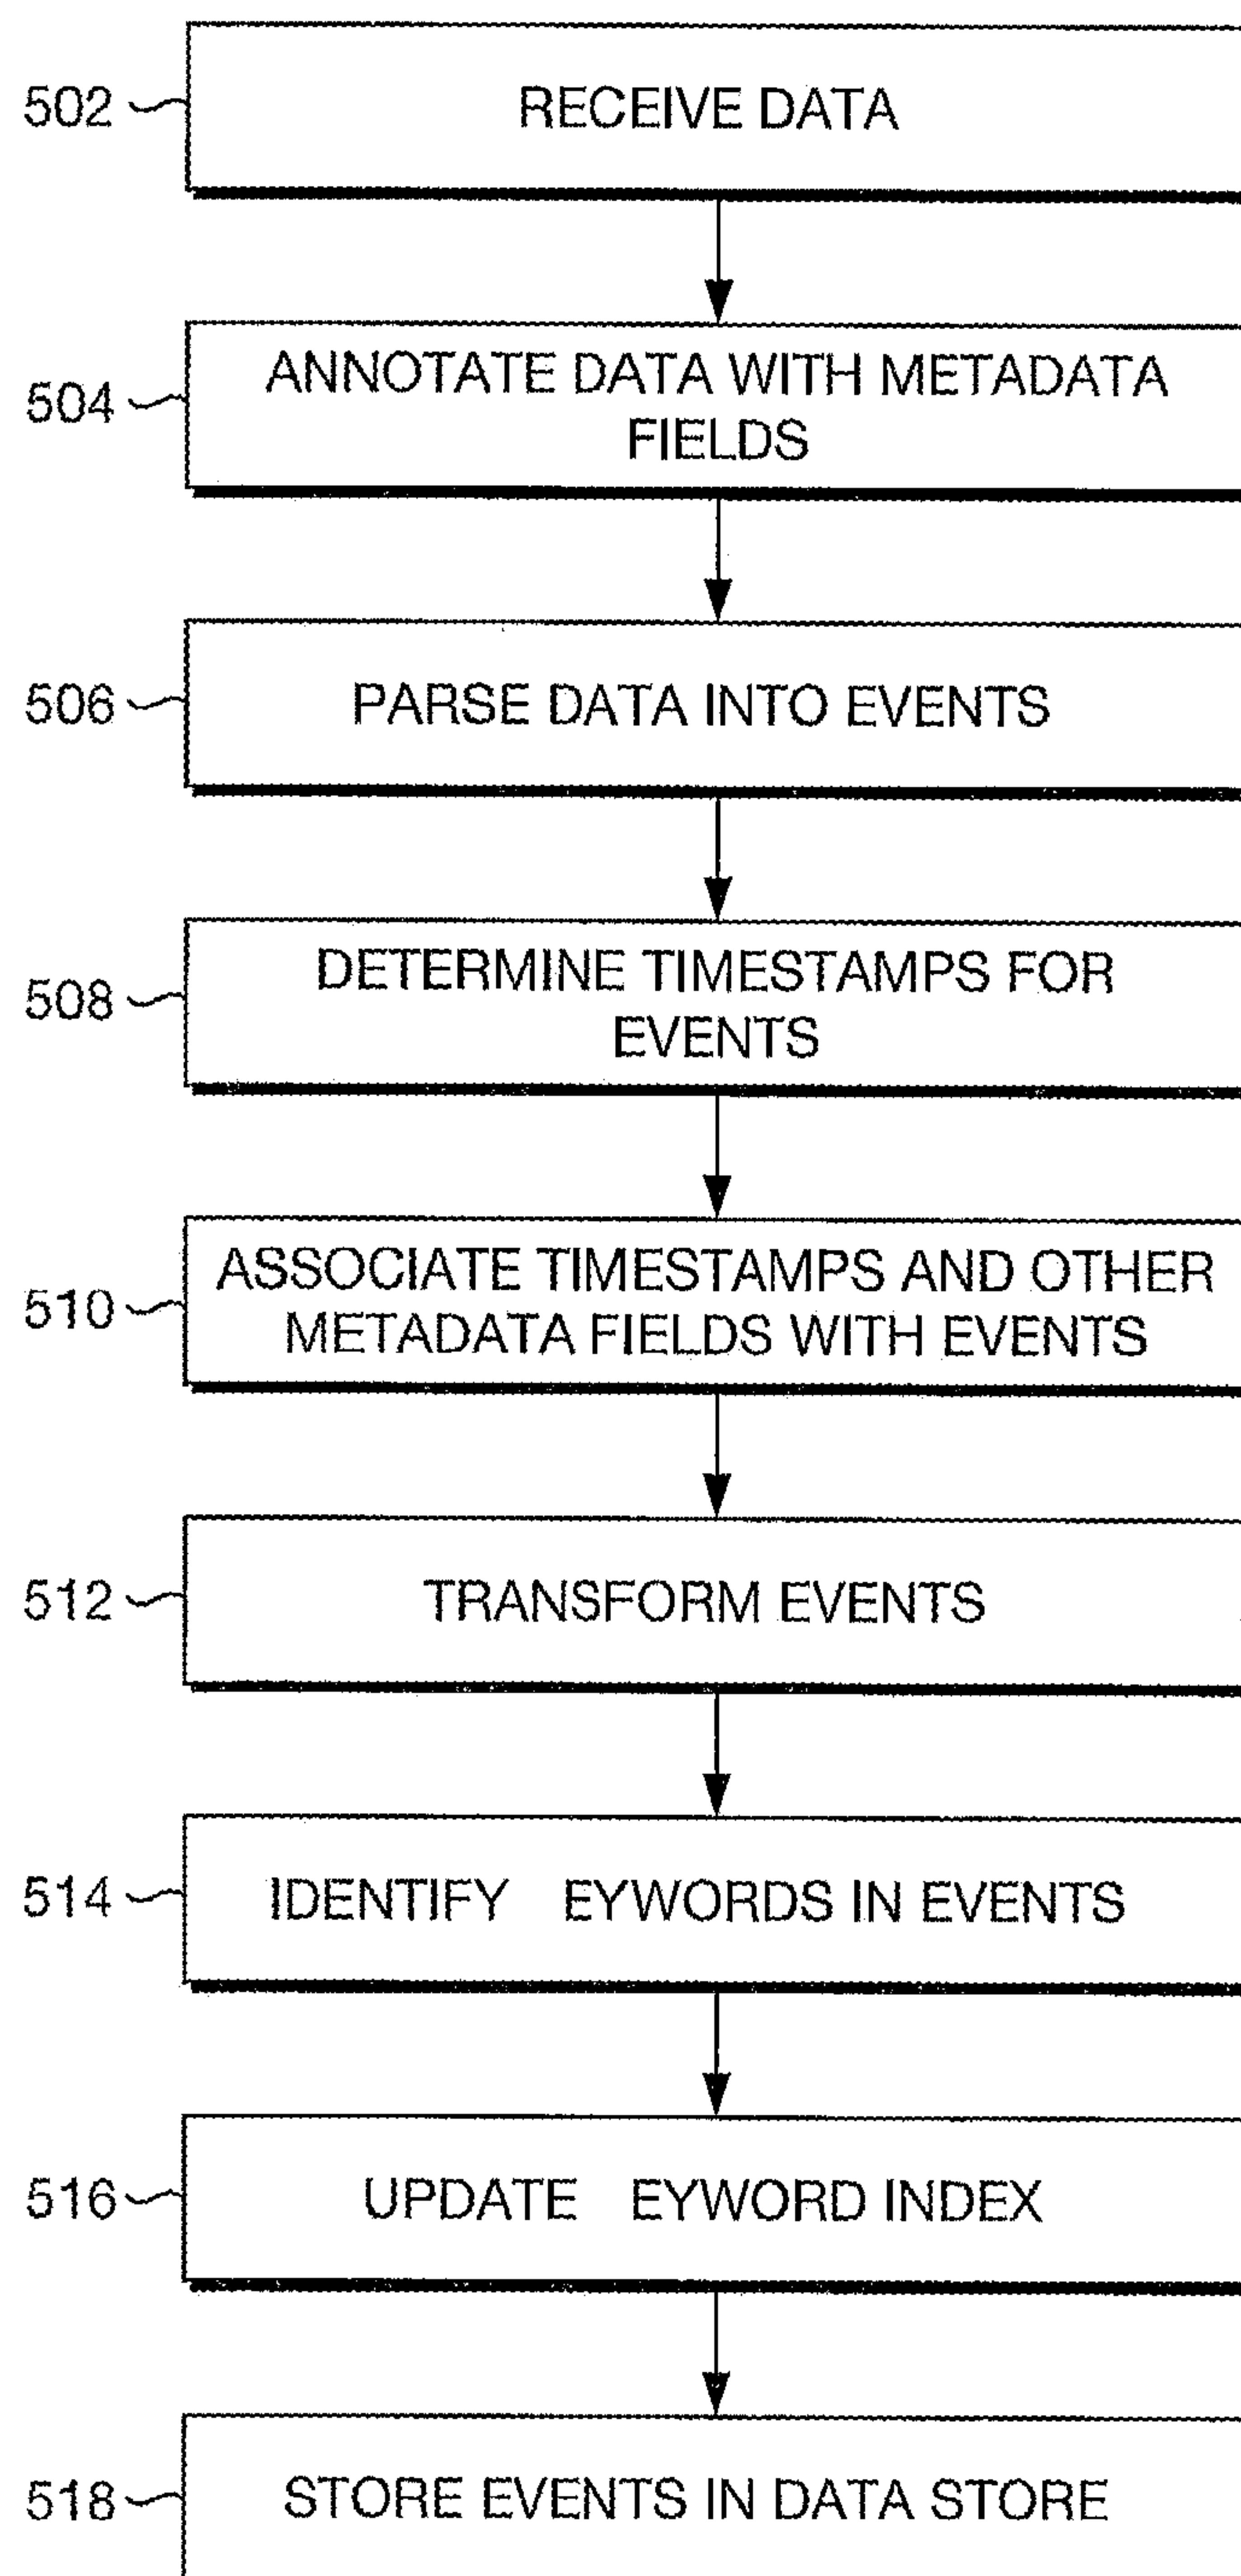 502
RECEIVE DATA
504
ANNOTATE DATA WITH METADATA
FIELDS
506
PARSE DATA INTO EVENTS
508
DETERMINE TIMESTAMPS FOR
EVENTS
510
ASSOCIATE TIMESTAMPS AND OTHER
METADATA FIELDS WITH EVENTS
512
TRANSFORM EVENTS
514
IDENTIFY EYWORDS IN EVENTS
516
UPDATE EYWORD INDEX
518
STORE EVENTS IN DATA STORE